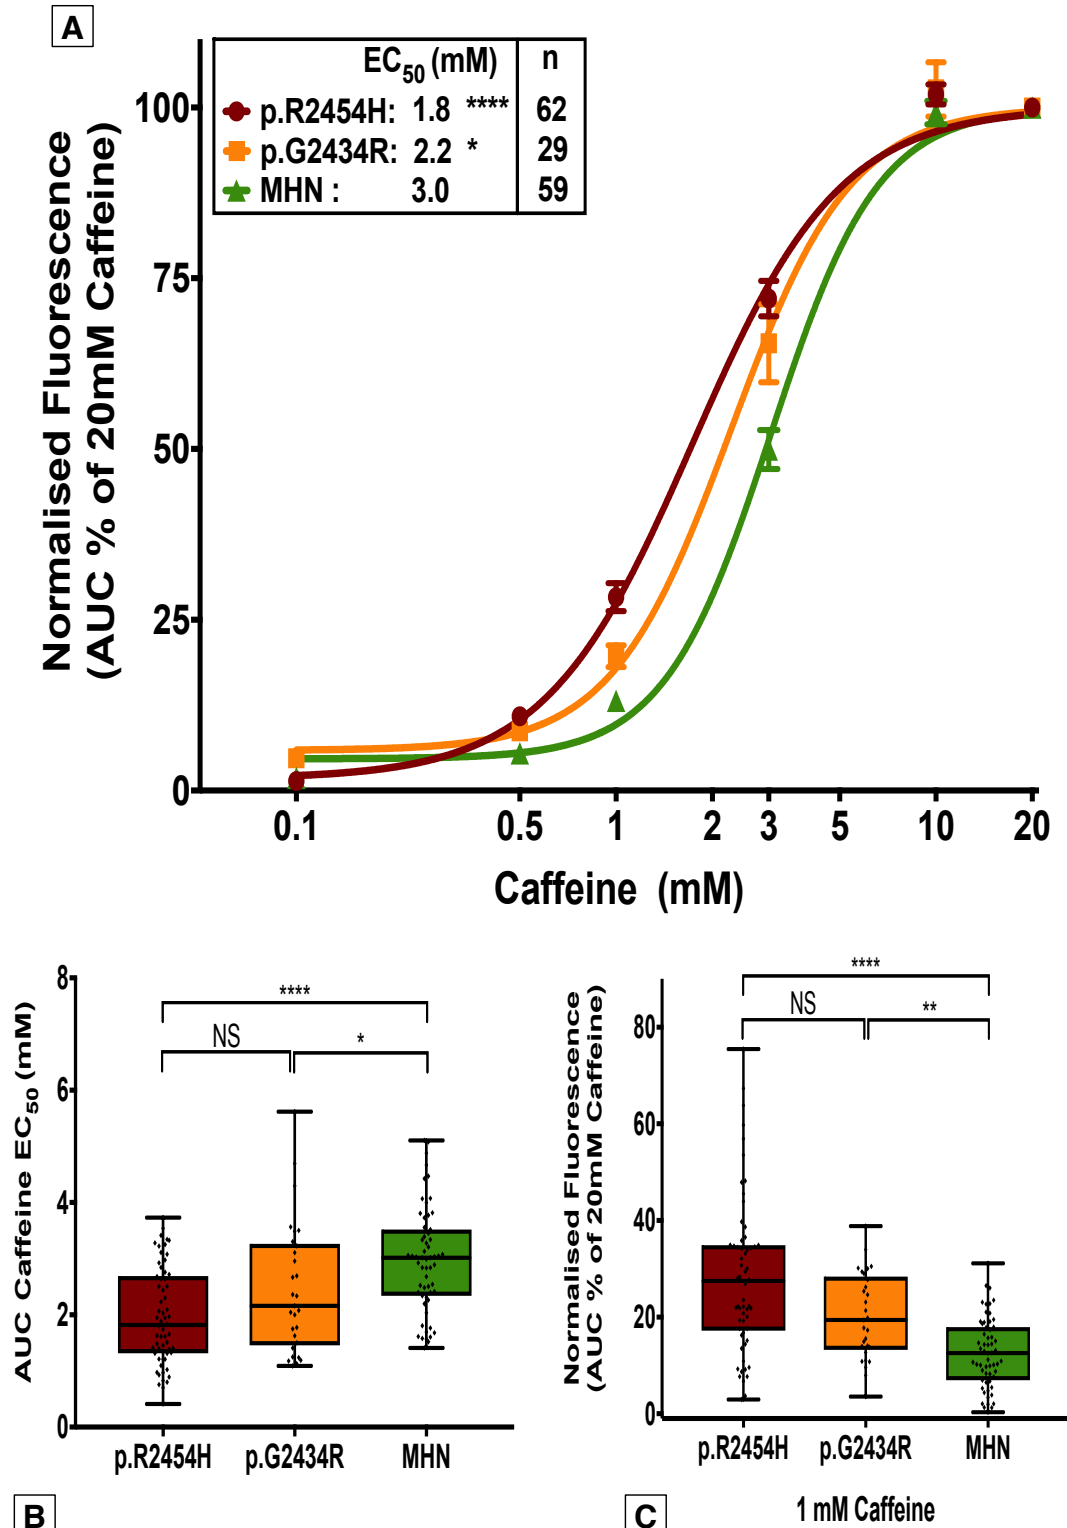 A
EC50 (mM) n
p.R2454H: 1.8 **** 62
p.G2434R: 2.2 * 29
MHN : 3.0 59
Normalised Fluorescence
(AUC % of 20mM Caffeine)
100
75
50
25
0
0.1 0.5 1 2 3 5 10 20
Caffeine (mM)
AUC Caffeine EC50 (mM)
8
6
4
2
0
****
NS *
p.R2454H p.G2434R MHN
B
Normalised Fluorescence
(AUC % of 20mM Caffeine)
80
60
40
20
0
****
NS **
p.R2454H p.G2434R MHN
1 mM Caffeine
C